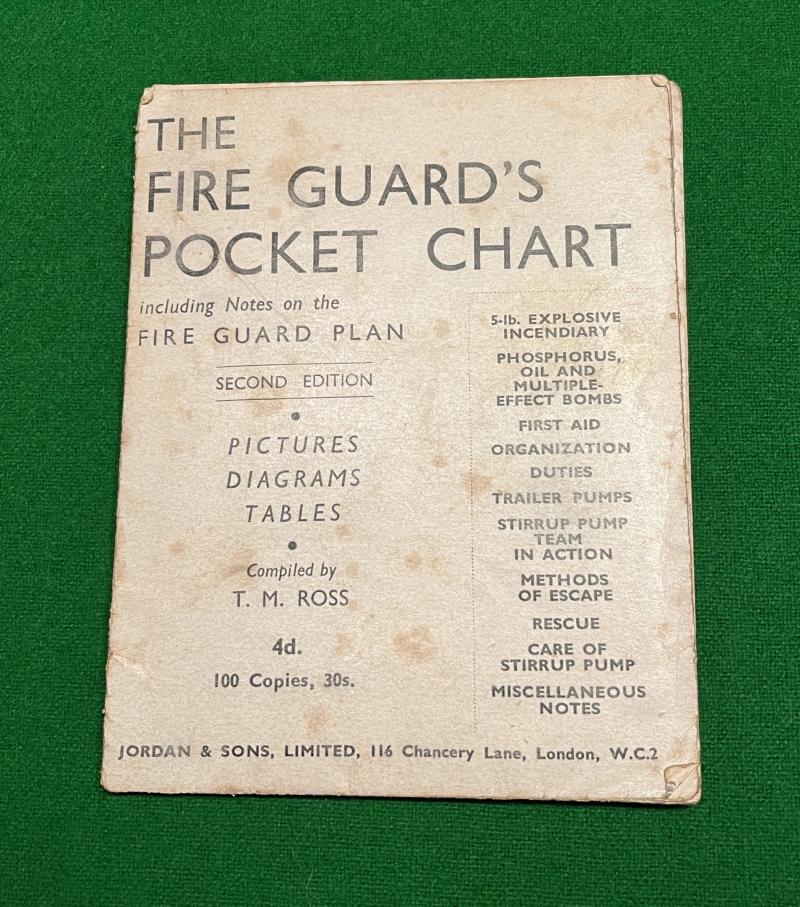 THE
FIRE GUARD'S
POCKET CHART
including Notes on the
FIRE GUARD PLAN
SECOND EDITION
PICTURES
DIAGRAMS
TABLES
Compiled by
T. M. ROSS
4d.
100 Copies, 30s.
5-lb. EXPLOSIVE
INCENDIARY
PHOSPHORUS,
OIL AND
MULTIPLE-
EFFECT BOMBS
FIRST AID
ORGANIZATION
DUTIES
TRAILER PUMPS
STIRRUP PUMP
TEAM
IN ACTION
METHODS
OF ESCAPE
RESCUE
CARE OF
STIRRUP PUMP
MISCELLANEOUS
NOTES
JORDAN & SONS, LIMITED, 116 Chancery Lane, London, W.C.2